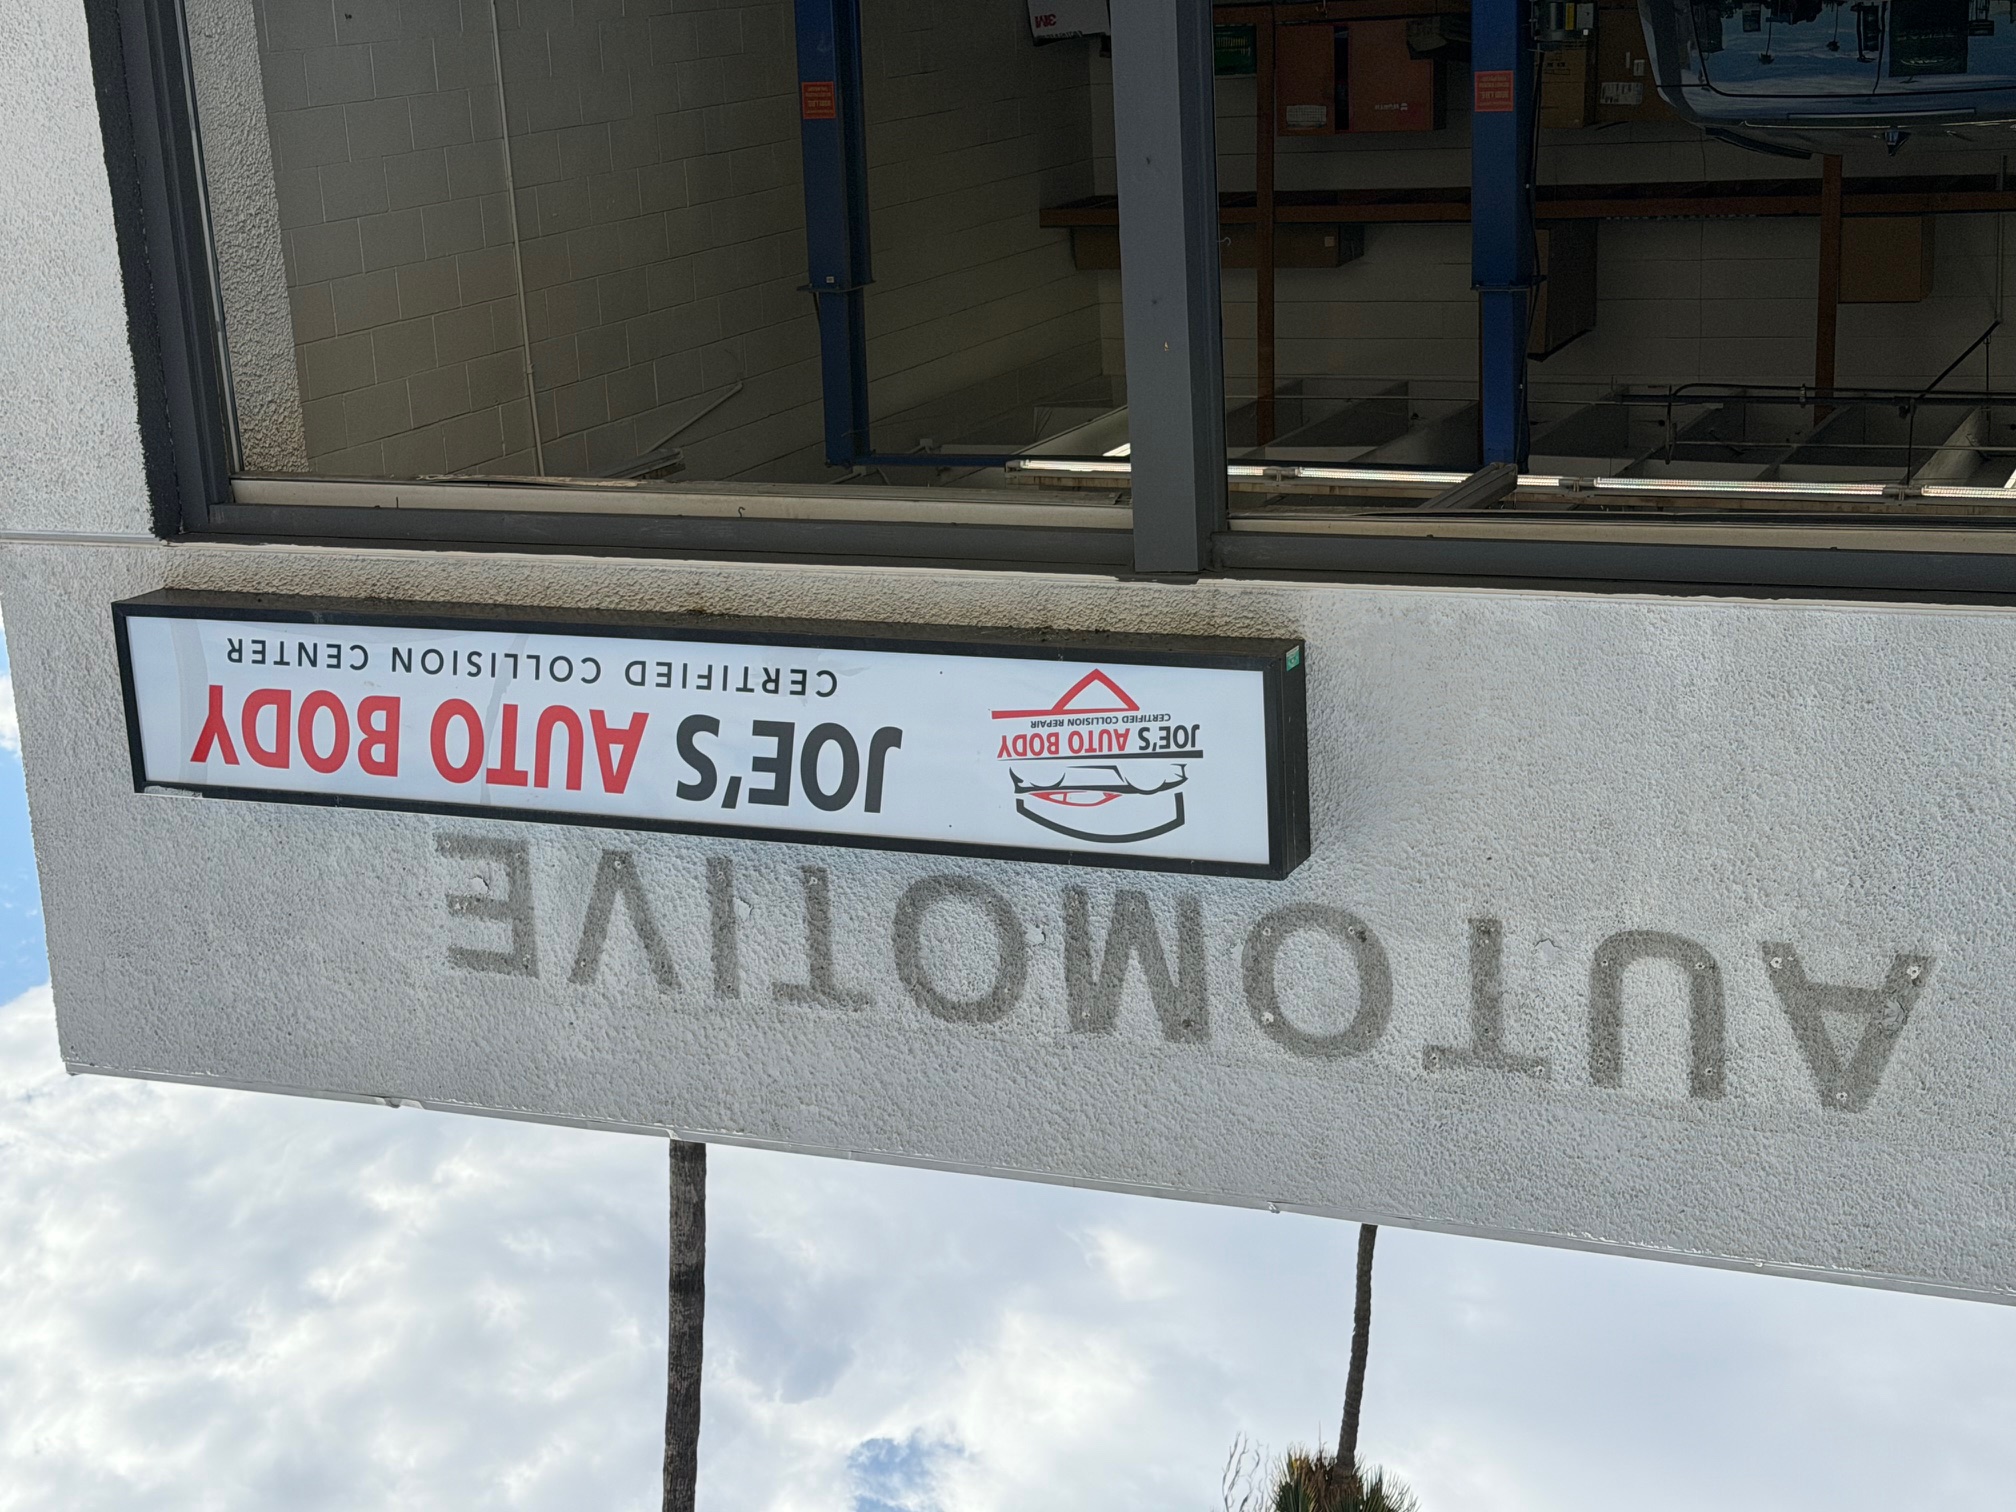 AUTOMOTIVE
JOE'S AUTO BODY
CERTIFIED COLLISION REPAIR
JOE'S AUTO BODY
CERTIFIED COLLISION CENTER
3M